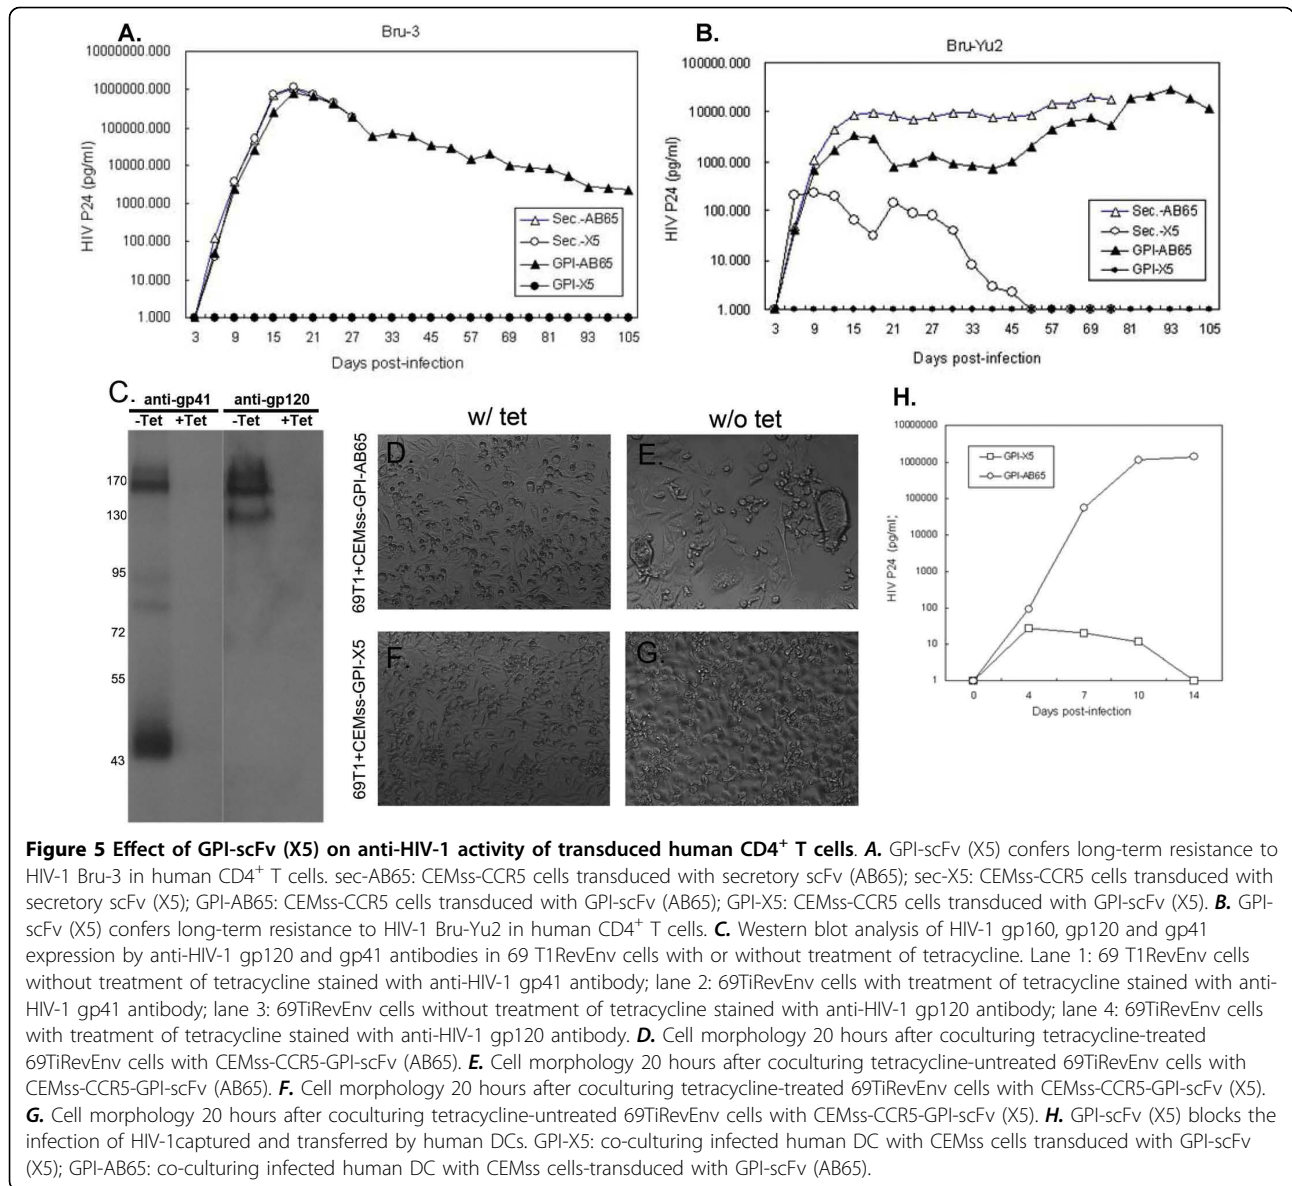 A.
Bru-3
10000000.000
1000000.000
100000.000
10000.000
1000.000
100.000
10.000
1.000
HIV P24 (pg/ml)
Sec.-AB65
Sec.-X5
GPI-AB65
GPI-X5
3 9 15 21 27 33 39 45 57 69 75 81 93 105
Days post-infection
B.
Bru-Yu2
100000.000
10000.000
1000.000
100.000
10.000
1.000
HIV P24 (pg/ml)
Sec.-AB65
Sec.-X5
GPI-AB65
GPI-X5
3 9 15 21 27 33 45 57 69 81 93 105
Days post-infection
C.
anti-gp41 anti-gp120
-Tet +Tet -Tet +Tet
170
130
95
72
55
43
w/ tet
w/o tet
69T1+CEMss-GPI-AB65
D.
E.
69T1+CEMss-GPI-X5
F.
G.
H.
10000000
1000000
100000
10000
1000
100
10
1
HIV P24 (pg/ml;
GPI-X5
GPI-AB65
0 4 7 10 14
Days post-infection
Figure 5 Effect of GPI-scFv (X5) on anti-HIV-1 activity of transduced human CD4+ T cells. A. GPI-scFv (X5) confers long-term resistance to
HIV-1 Bru-3 in human CD4+ T cells. sec-AB65: CEMss-CCR5 cells transduced with secretory scFv (AB65); sec-X5: CEMss-CCR5 cells transduced with
secretory scFv (X5); GPI-AB65: CEMss-CCR5 cells transduced with GPI-scFv (AB65); GPI-X5: CEMss-CCR5 cells transduced with GPI-scFv (X5). B. GPI-
scFv (X5) confers long-term resistance to HIV-1 Bru-Yu2 in human CD4+ T cells. C. Western blot analysis of HIV-1 gp160, gp120 and gp41
expression by anti-HIV-1 gp120 and gp41 antibodies in 69 T1RevEnv cells with or without treatment of tetracycline. Lane 1: 69 T1RevEnv cells
without treatment of tetracycline stained with anti-HIV-1 gp41 antibody; lane 2: 69TiRevEnv cells with treatment of tetracycline stained with anti-
HIV-1 gp41 antibody; lane 3: 69TiRevEnv cells without treatment of tetracycline stained with anti-HIV-1 gp120 antibody; lane 4: 69TiRevEnv cells
with treatment of tetracycline stained with anti-HIV-1 gp120 antibody. D. Cell morphology 20 hours after coculturing tetracycline-treated
69TiRevEnv cells with CEMss-CCR5-GPI-scFv (AB65). E. Cell morphology 20 hours after coculturing tetracycline-untreated 69TiRevEnv cells with
CEMss-CCR5-GPI-scFv (AB65). F. Cell morphology 20 hours after coculturing tetracycline-treated 69TiRevEnv cells with CEMss-CCR5-GPI-scFv (X5).
G. Cell morphology 20 hours after coculturing tetracycline-untreated 69TiRevEnv cells with CEMss-CCR5-GPI-scFv (X5). H. GPI-scFv (X5) blocks the
infection of HIV-1captured and transferred by human DCs. GPI-X5: co-culturing infected human DC with CEMss cells transduced with GPI-scFv
(X5); GPI-AB65: co-culturing infected human DC with CEMss cells-transduced with GPI-scFv (AB65).